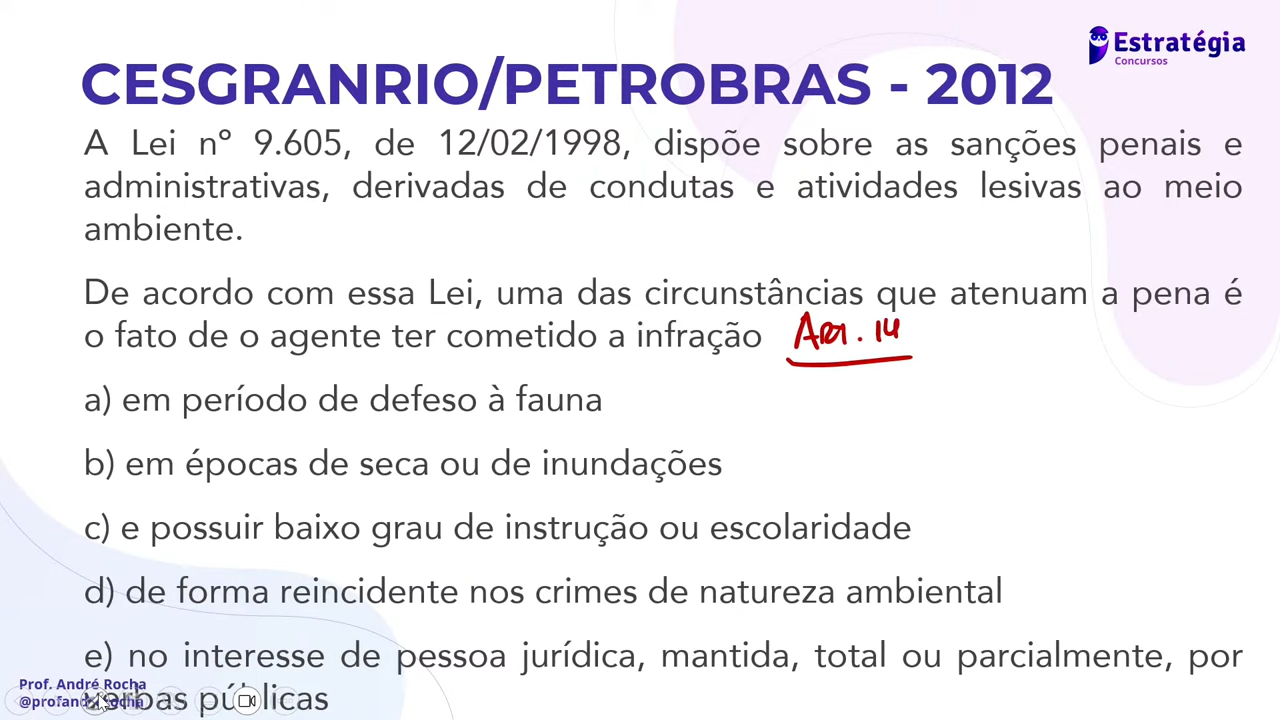 Estratégia
Concursos
CESGRANRIO/PETROBRAS - 2012
A Lei nº 9.605, de 12/02/1998, dispõe sobre as sanções penais e
administrativas, derivadas de condutas e atividades lesivas ao meio
ambiente.
De acordo com essa Lei, uma das circunstâncias que atenuam a pena é
o fato de o agente ter cometido a infração Art. 14
a) em período de defeso à fauna
b) em épocas de seca ou de inundações
c) e possuir baixo grau de instrução ou escolaridade
d) de forma reincidente nos crimes de natureza ambiental
e) no interesse de pessoa jurídica, mantida, total ou parcialmente, por
verbas públicas
Prof. André Rocha
@profandrerocha